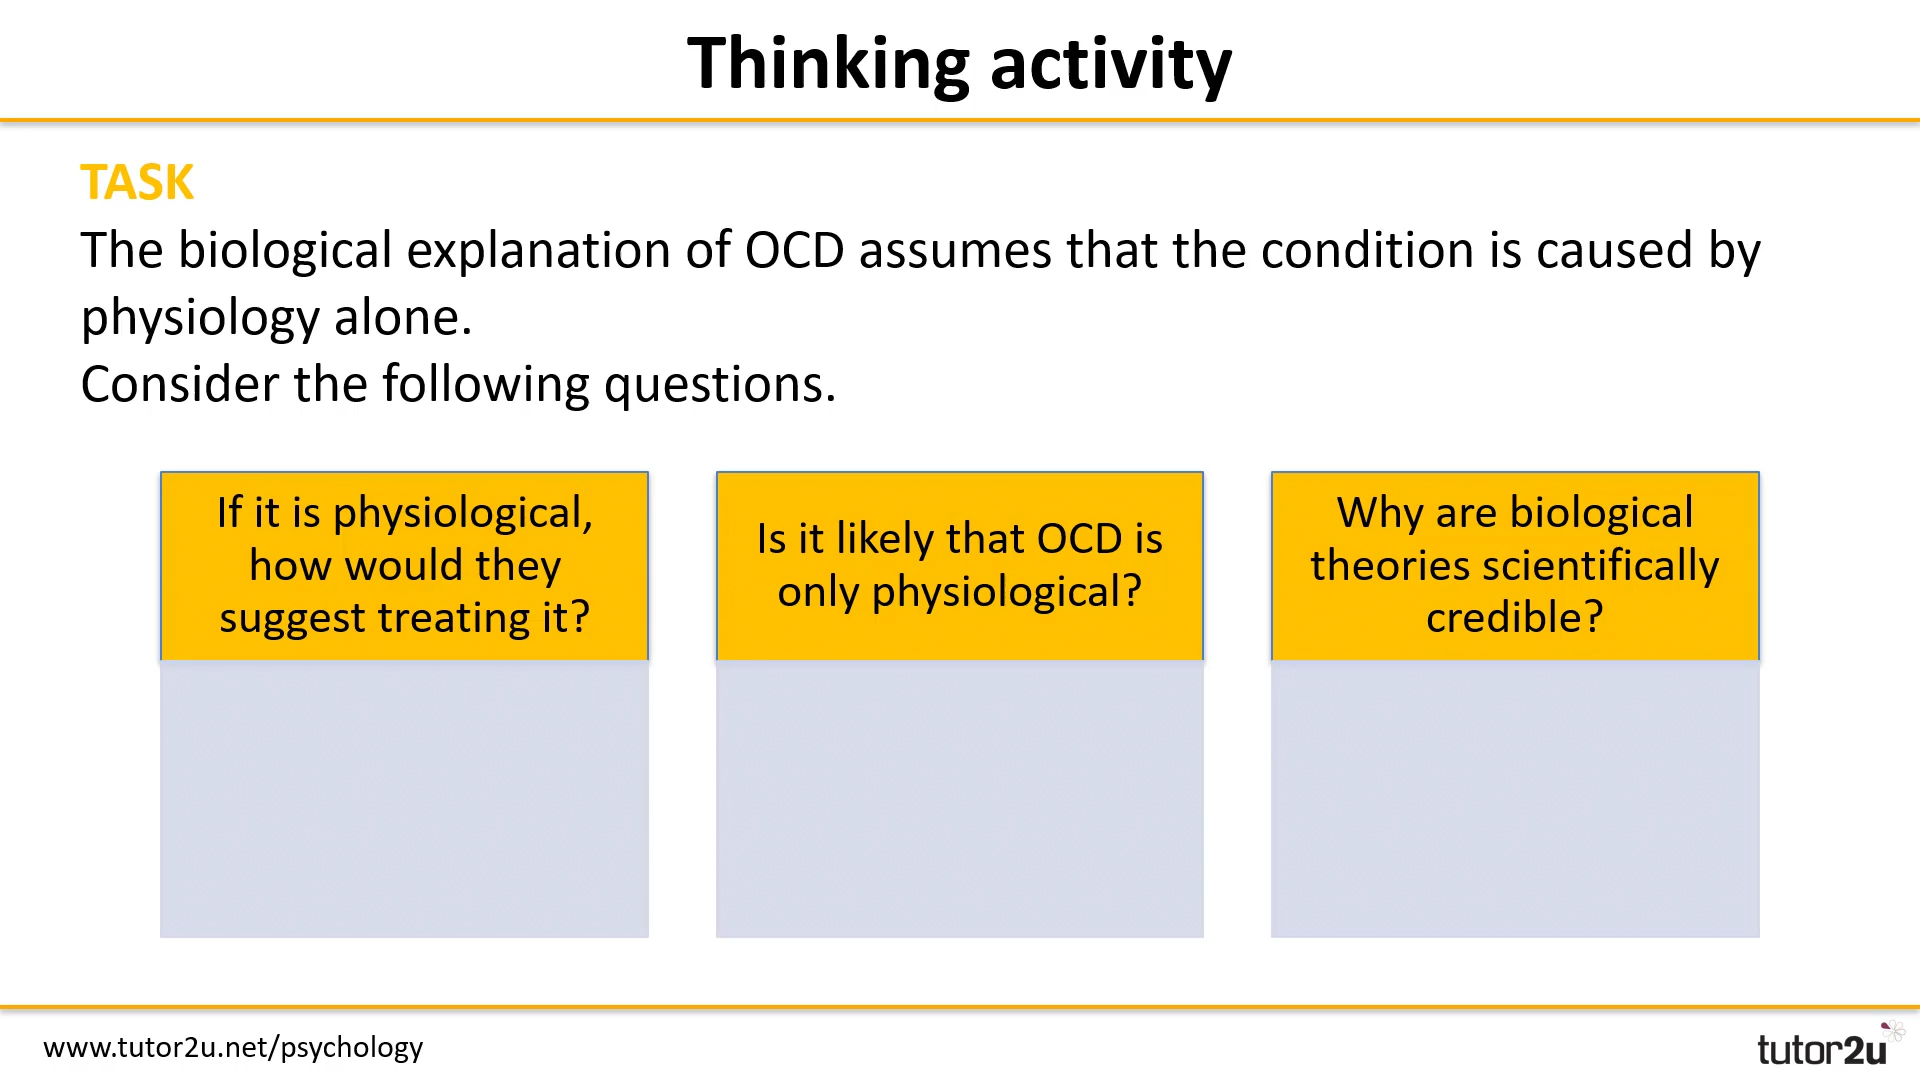 Thinking activity
TASK
The biological explanation of OCD assumes that the condition is caused by
physiology alone.
Consider the following questions.
If it is physiological,
how would they
suggest treating it?
Is it likely that OCD is
only physiological?
Why are biological
theories scientifically
credible?
www.tutor2u.net/psychology
tutor2u